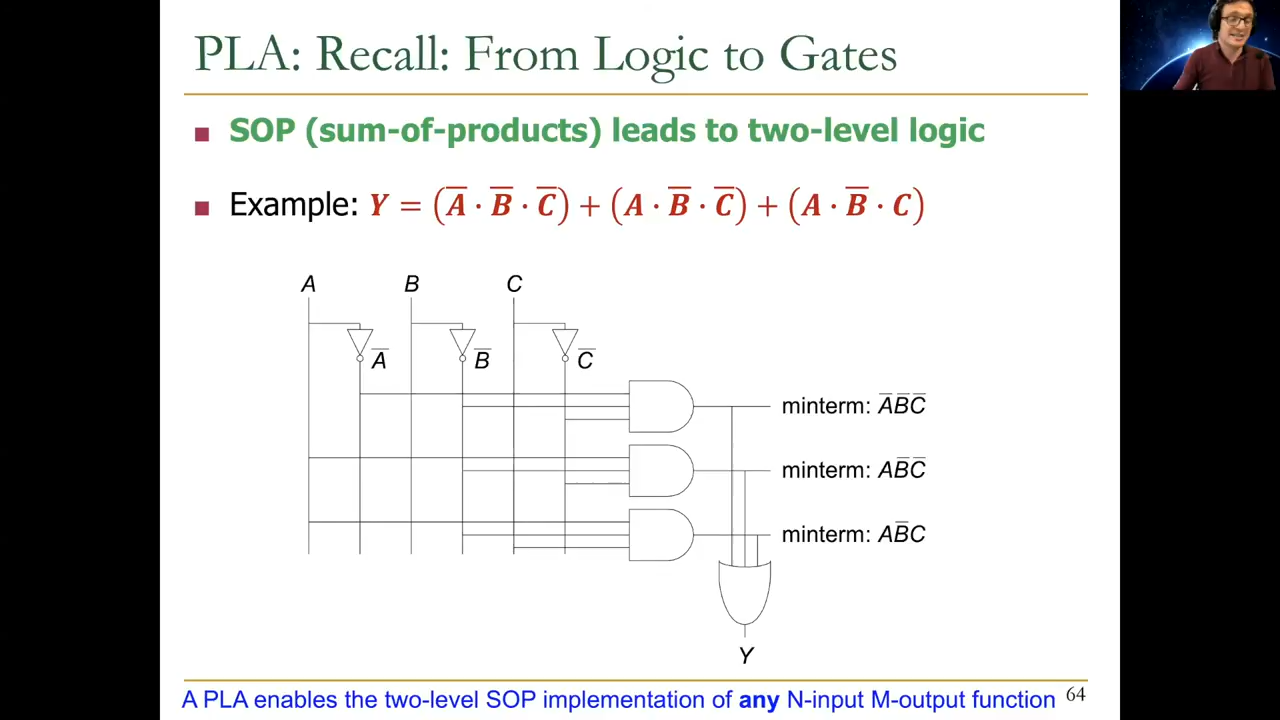 PLA: Recall: From Logic to Gates
SOP (sum-of-products) leads to two-level logic
Example: Y = (A̅ · B̅ · C̅) + (A · B̅ · C̅) + (A · B̅ · C)
A B C
A̅ B̅ C̅
minterm: A̅B̅C̅
minterm: AB̅C̅
minterm: AB̅C
Y
A PLA enables the two-level SOP implementation of any N-input M-output function 64